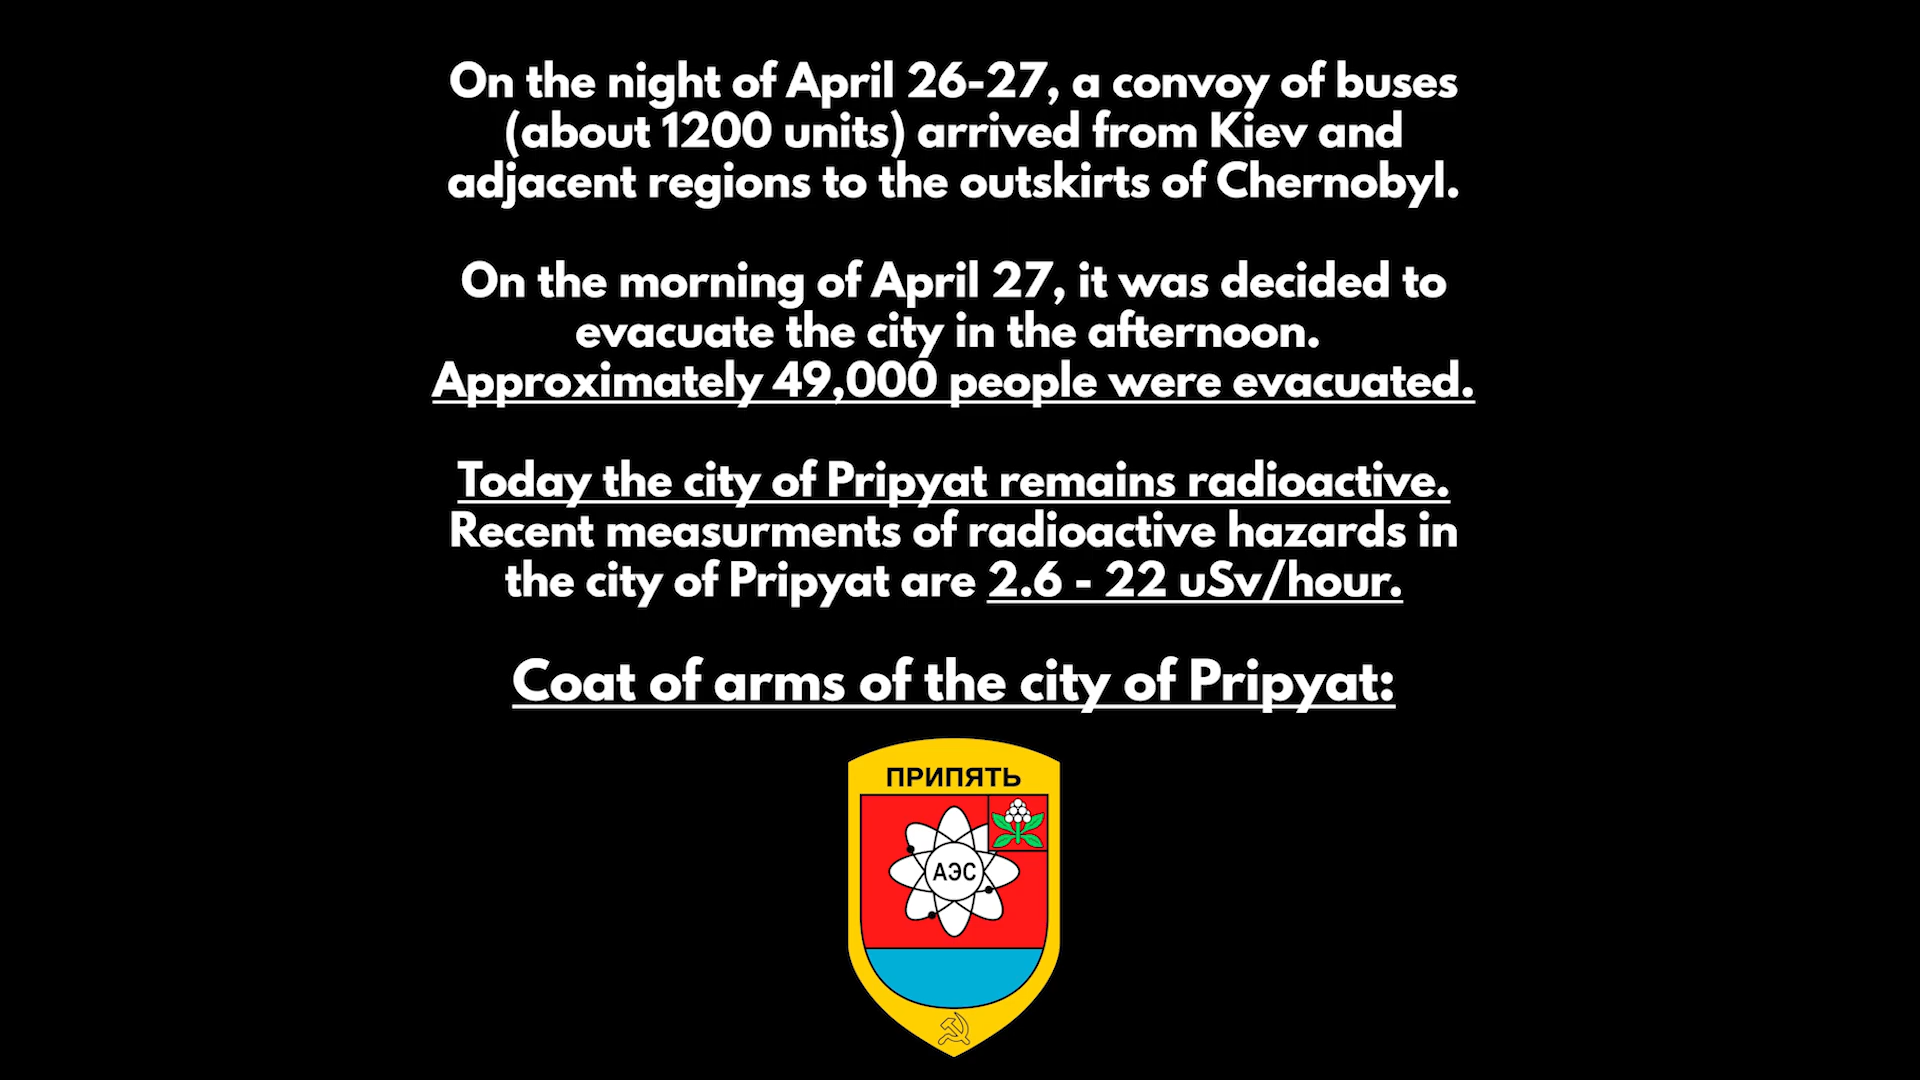 On the night of April 26-27, a convoy of buses
(about 1200 units) arrived from Kiev and
adjacent regions to the outskirts of Chernobyl.
On the morning of April 27, it was decided to
evacuate the city in the afternoon.
Approximately 49,000 people were evacuated.
Today the city of Pripyat remains radioactive.
Recent measurments of radioactive hazards in
the city of Pripyat are 2.6 - 22 uSv/hour.
Coat of arms of the city of Pripyat:
ПРИПЯТЬ
АЭС